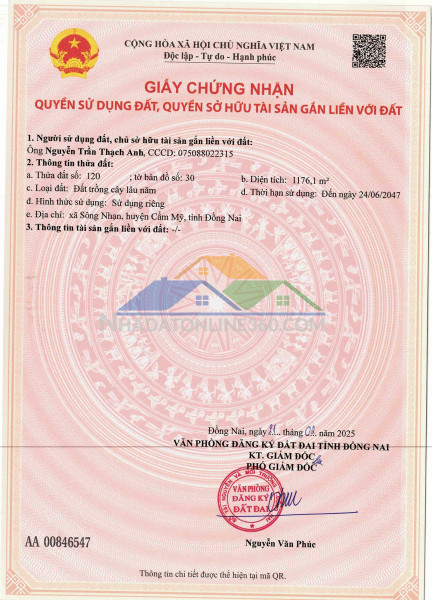 CỘNG HÒA XÃ HỘI CHỦ NGHĨA VIỆT NAM
Độc lập - Tự do - Hạnh phúc
GIẤY CHỨNG NHẬN
QUYỀN SỬ DỤNG ĐẤT, QUYỀN SỞ HỮU TÀI SẢN GẮN LIỀN VỚI ĐẤT
1. Người sử dụng đất, chủ sở hữu tài sản gắn liền với đất:
Ông Nguyễn Trần Thạch Anh, CCCD: 075088022315
2. Thông tin thửa đất:
a. Thửa đất số: 120 ; tờ bản đồ số: 30 b. Diện tích: 1176,1 m²
c. Loại đất: Đất trồng cây lâu năm d. Thời hạn sử dụng: Đến ngày 24/06/2047
đ. Hình thức sử dụng: Sử dụng riêng
e. Địa chỉ: xã Sông Nhạn, huyện Cẩm Mỹ, tỉnh Đồng Nai
3. Thông tin tài sản gắn liền với đất: -/-
NHADATONLINE360.COM
Đồng Nai, ngày 21 tháng năm 2025
VĂN PHÒNG ĐĂNG KÝ ĐẤT ĐAI TỈNH ĐỒNG NAI
KT. GIÁM ĐỐC
PHÓ GIÁM ĐỐC
VĂN PHÒNG
ĐĂNG KÝ
ĐẤT ĐAI
AA 00846547
Nguyễn Văn Phúc
Thông tin chi tiết được thể hiện tại mã QR.